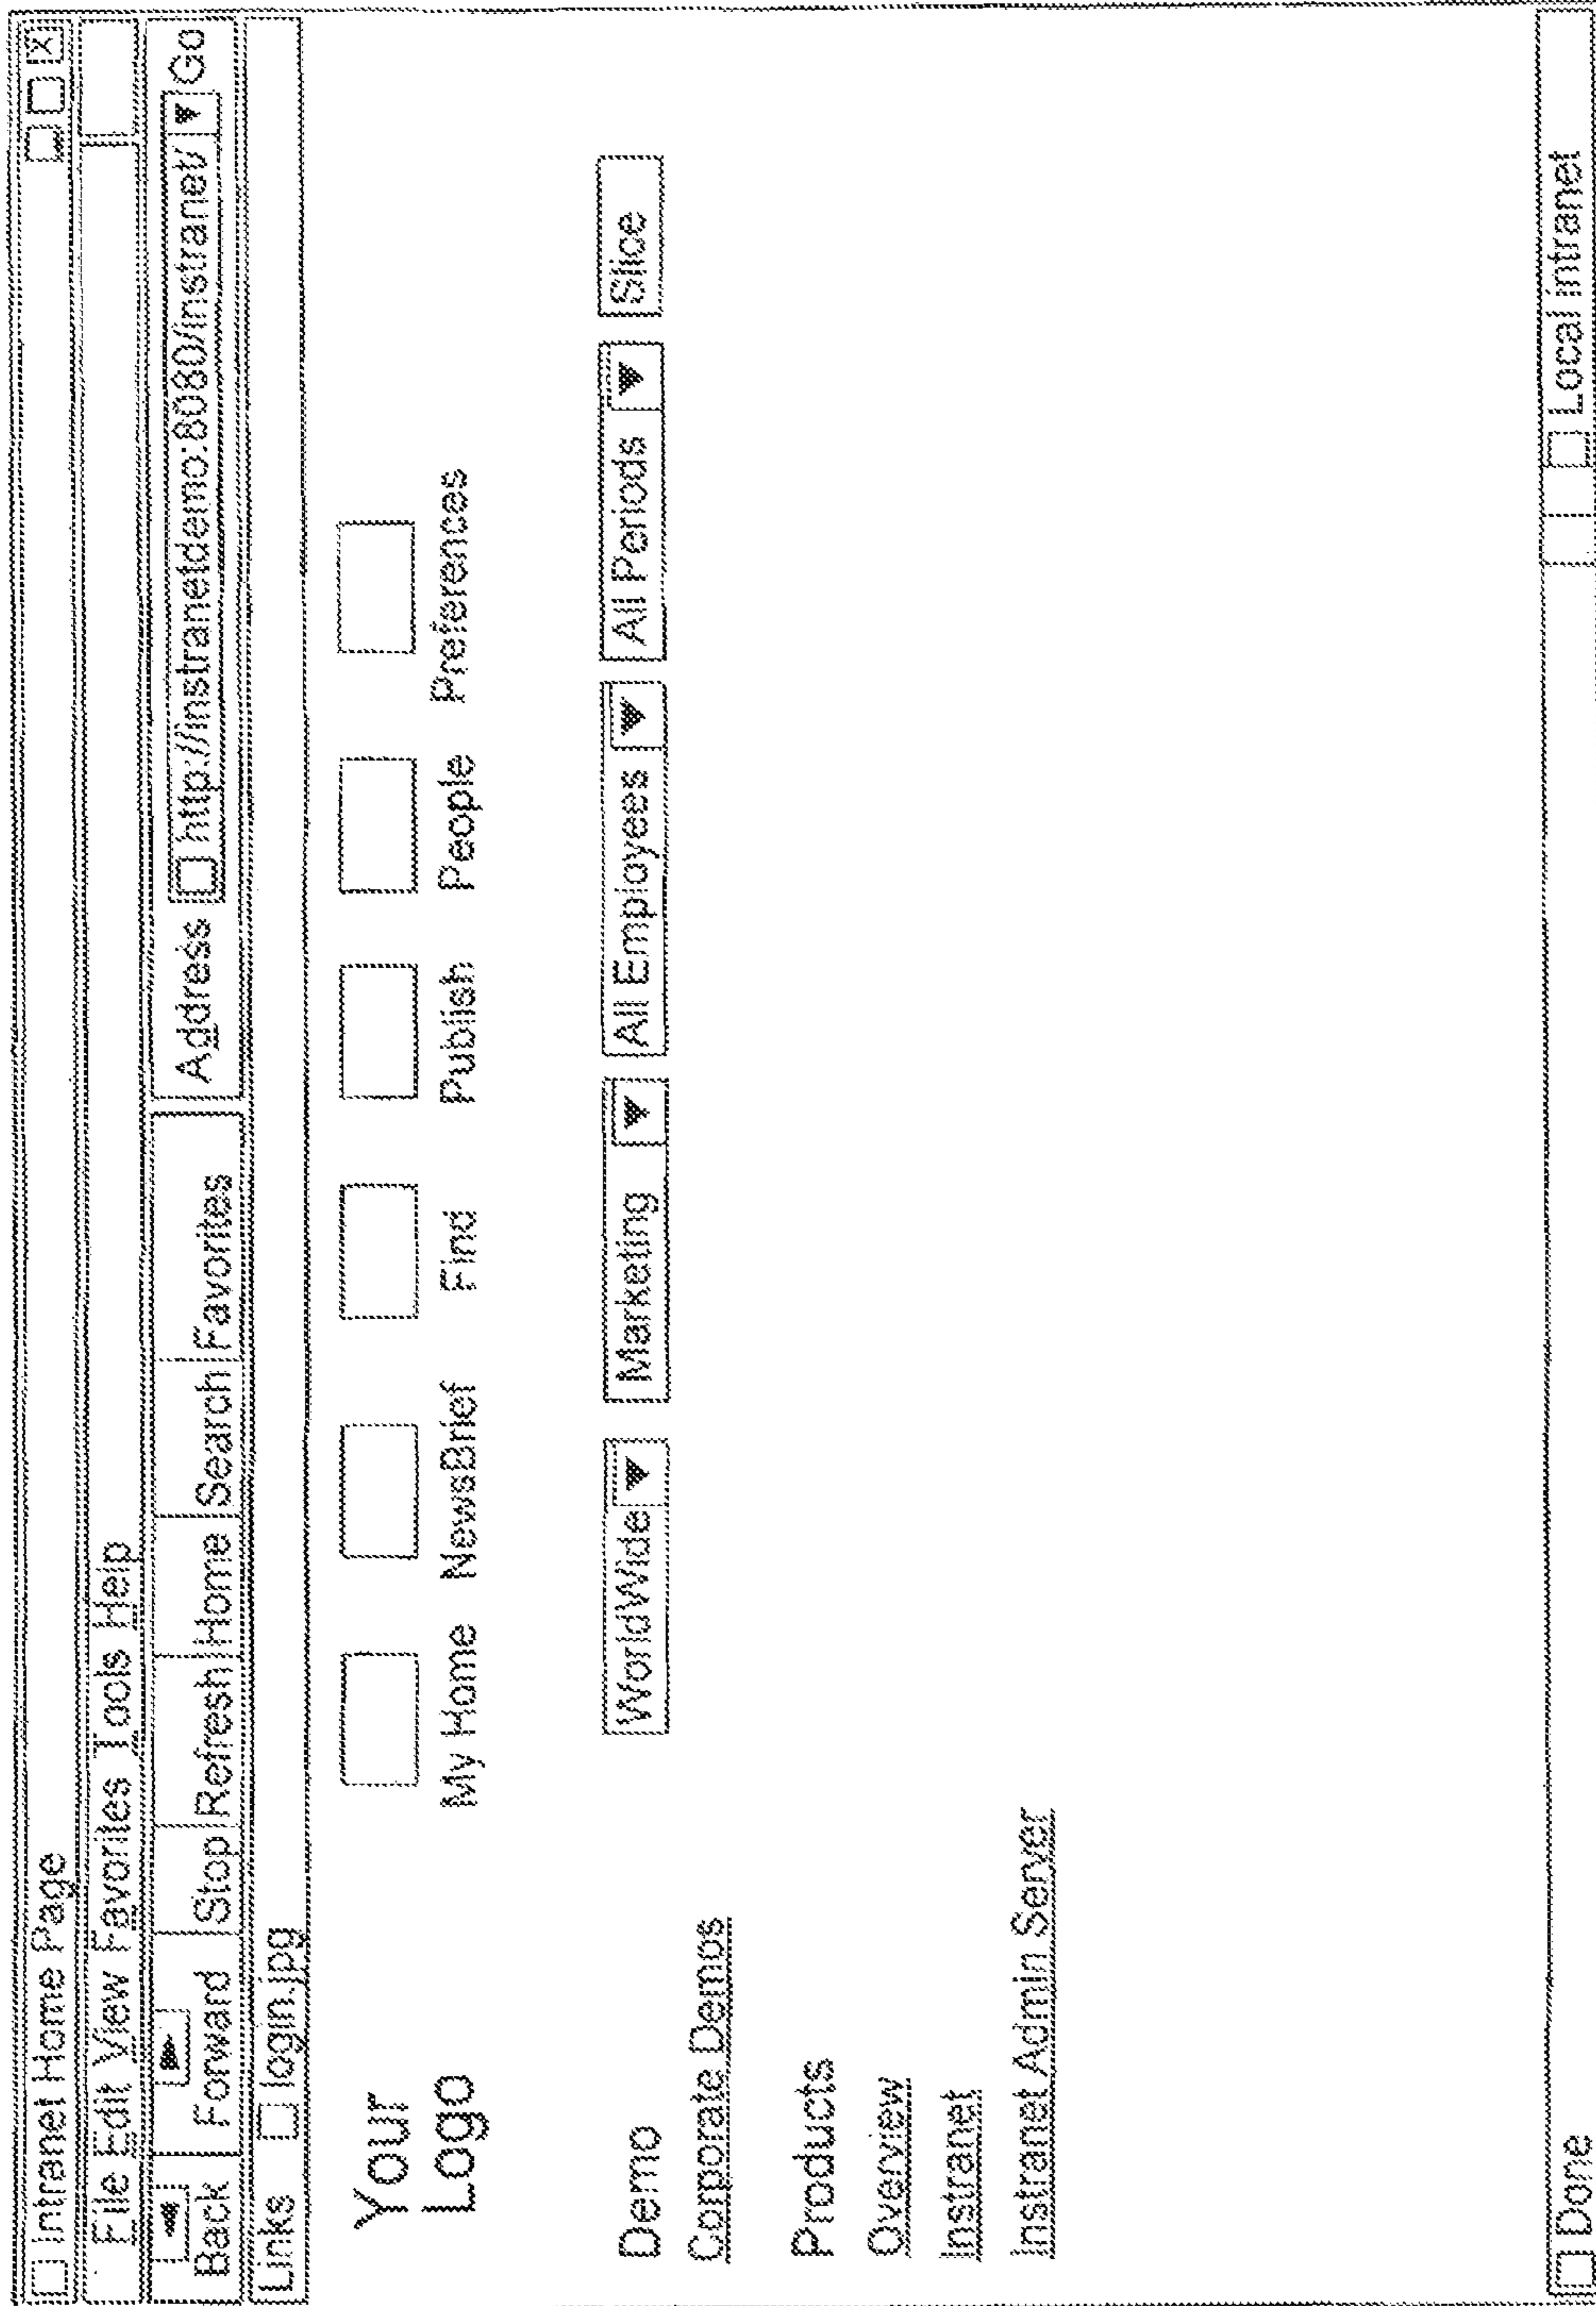 Intranet Home Page
File Edit View Favorites Tools Help
Back Forward Stop Refresh Home Search Favorites Address http://instranetdemo:8080/instranet/ Go
Links login.jpg
Your
Logo
My Home NewsBrief Find Publish People Preferences
WorldWide Marketing All Employees All Periods Slice
Demo
Corporate Demos
Products
Overview
Instranet
Instranet Admin Server
Done Local intranet